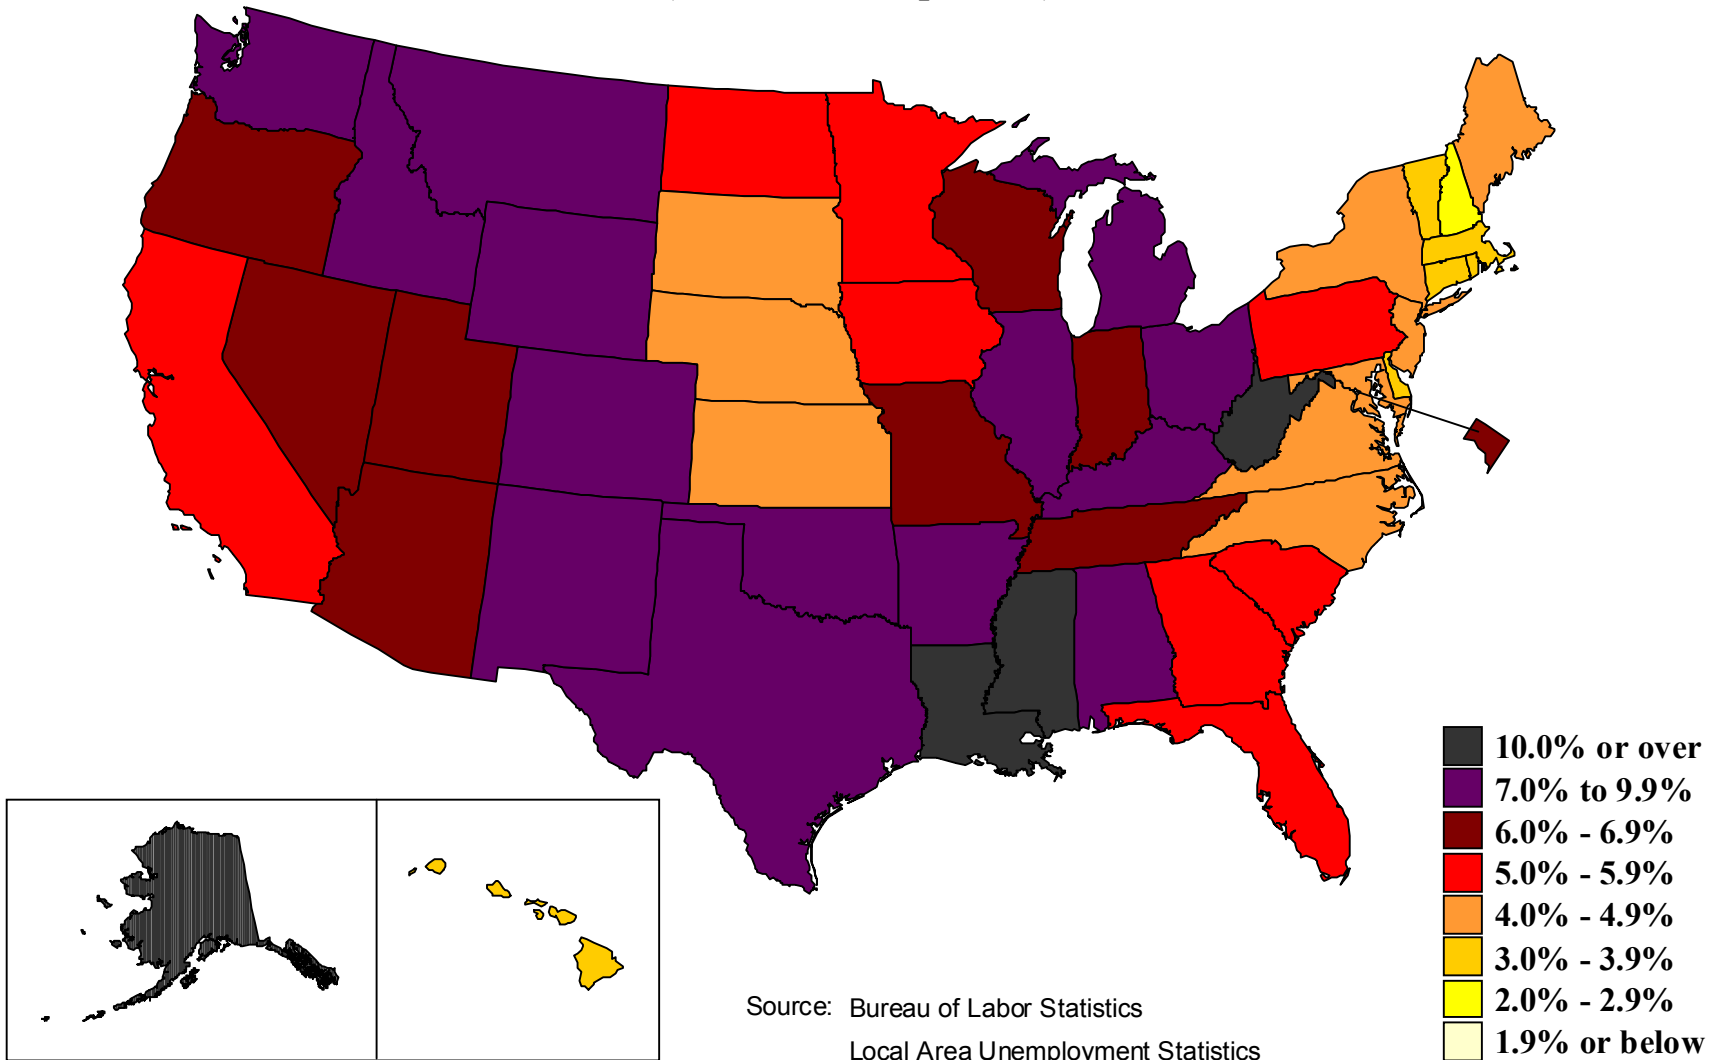 10.0% or over
7.0% to 9.9%
6.0% - 6.9%
5.0% - 5.9%
4.0% - 4.9%
3.0% - 3.9%
2.0% - 2.9%
1.9% or below
Source: Bureau of Labor Statistics
Local Area Unemployment Statistics